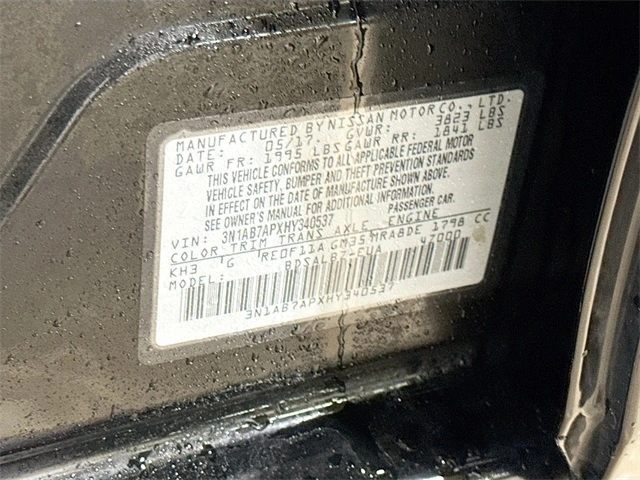 MANUFACTURED BY NISSAN MOTOR CO., LTD.
DATE: 05/17 GVWR: 3823 LBS
GAWR FR: 1995 LBS GAWR RR: 1841 LBS
THIS VEHICLE CONFORMS TO ALL APPLICABLE FEDERAL MOTOR
VEHICLE SAFETY, BUMPER AND THEFT PREVENTION STANDARDS
IN EFFECT ON THE DATE OF MANUFACTURE SHOWN ABOVE.
SEE OWNER'S MANUAL FOR ADDITIONAL INFORMATION.
PASSENGER CAR.
VIN: 3N1AB7APXHY340537
COLOR TRIM TRANS AXLE ENGINE
KH3 G RE0F11A GM35 MRA8DE 1798 CC
MODEL: BDSALBZ-EUA 47000
3N1AB7APXHY340537